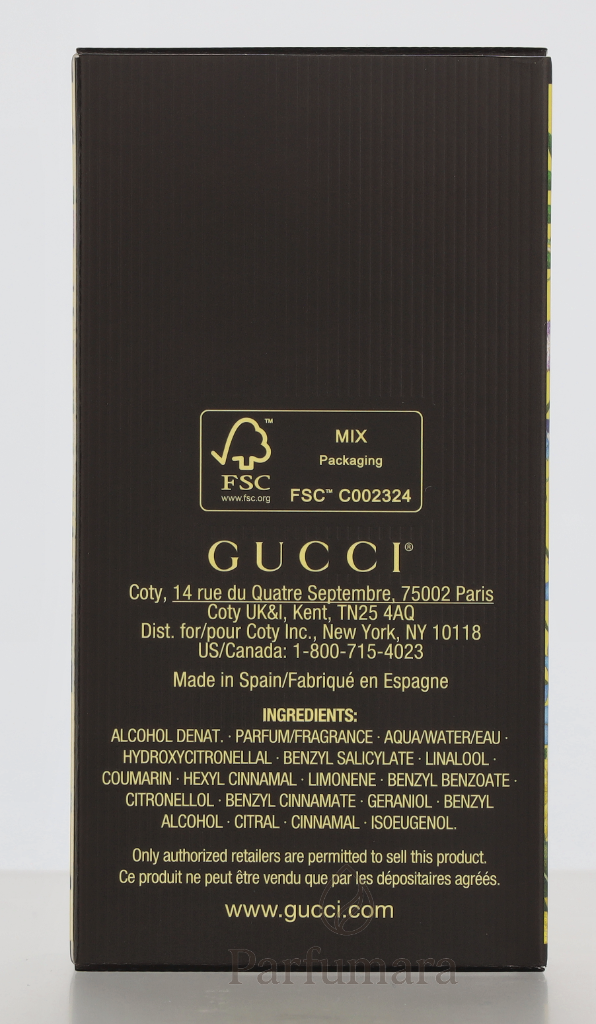 MIX
Packaging
FSC™
www.fsc.org
FSC™ C002324
GUCCI®
Coty, 14 rue du Quatre Septembre, 75002 Paris
Coty UK&I, Kent, TN25 4AQ
Dist. for/pour Coty Inc., New York, NY 10118
US/Canada: 1-800-715-4023
Made in Spain/Fabriqué en Espagne
INGREDIENTS:
ALCOHOL DENAT. · PARFUM/FRAGRANCE · AQUA/WATER/EAU ·
HYDROXYCITRONELLAL · BENZYL SALICYLATE · LINALOOL ·
COUMARIN · HEXYL CINNAMAL · LIMONENE · BENZYL BENZOATE ·
CITRONELLOL · BENZYL CINNAMATE · GERANIOL · BENZYL
ALCOHOL · CITRAL · CINNAMAL · ISOEUGENOL.
Only authorized retailers are permitted to sell this product.
Ce produit ne peut être vendu que par les dépositaires agréés.
www.gucci.com
Parfumara